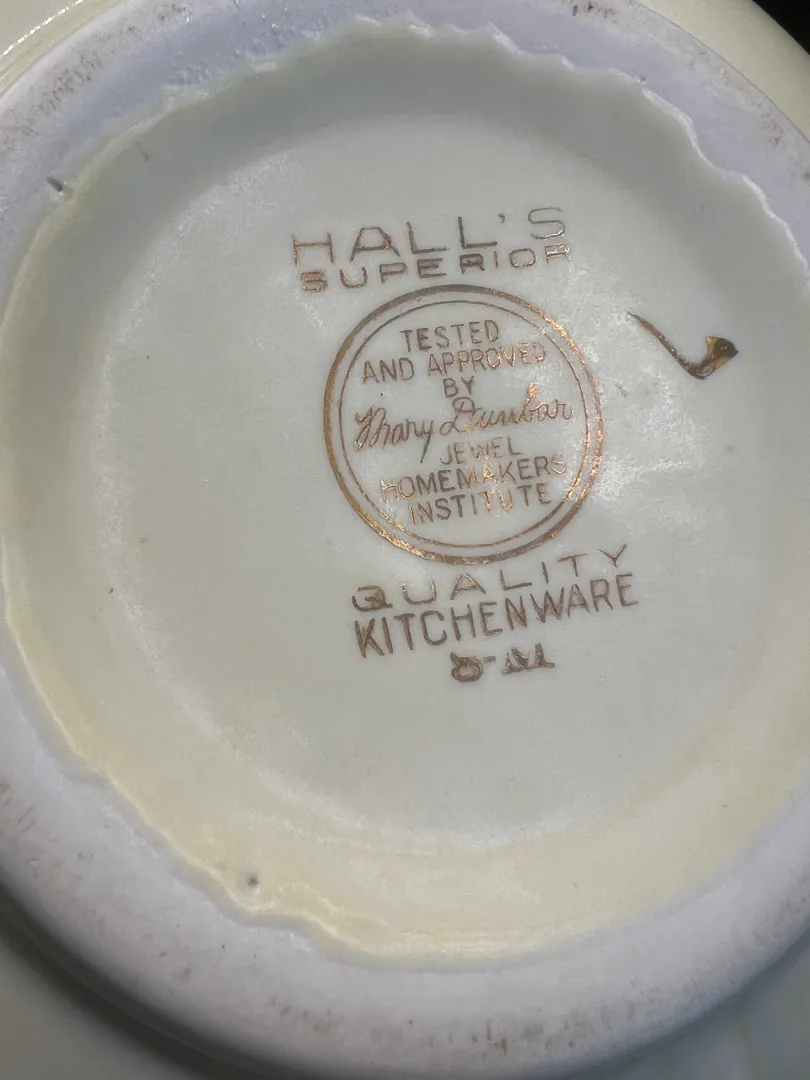 HALL'S
SUPERIOR
TESTED
AND APPROVED
BY
Mary Dunbar
JEWEL
HOMEMAKERS
INSTITUTE
QUALITY
KITCHENWARE